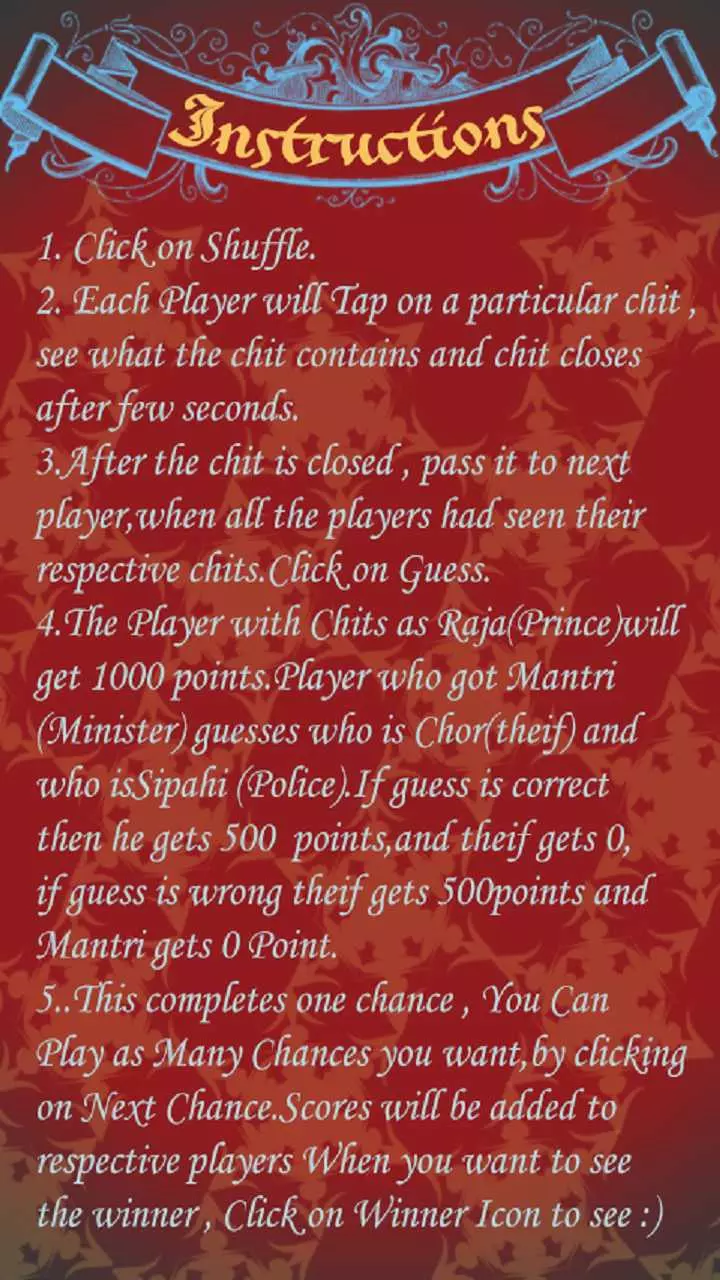 Instructions
1. Click on Shuffle.
2. Each Player will Tap on a particular chit ,
see what the chit contains and chit closes
after few seconds.
3.After the chit is closed , pass it to next
player,when all the players had seen their
respective chits.Click on Guess.
4.The Player with Chits as Raja(Prince)will
get 1000 points.Player who got Mantri
(Minister) guesses who is Chor(theif) and
who isSipahi (Police).If guess is correct
then he gets 500  points,and theif gets 0,
if guess is wrong theif gets 500points and
Mantri gets 0 Point.
5..This completes one chance , You Can
Play as Many Chances you want,by clicking
on Next Chance.Scores will be added to
respective players When you want to see
the winner , Click on Winner Icon to see :)